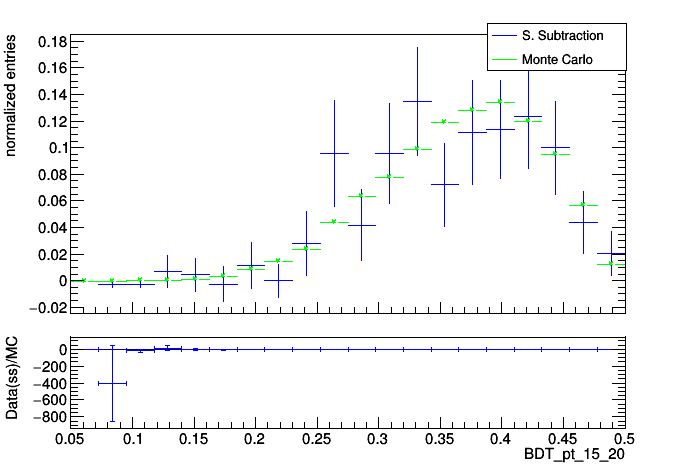 S. Subtraction
Monte Carlo
normalized entries
0.18
0.16
0.14
0.12
0.1
0.08
0.06
0.04
0.02
0
−0.02
Data(ss)/MC
0
−200
−400
−600
−800
0.05 0.1 0.15 0.2 0.25 0.3 0.35 0.4 0.45 0.5
BDT_pt_15_20